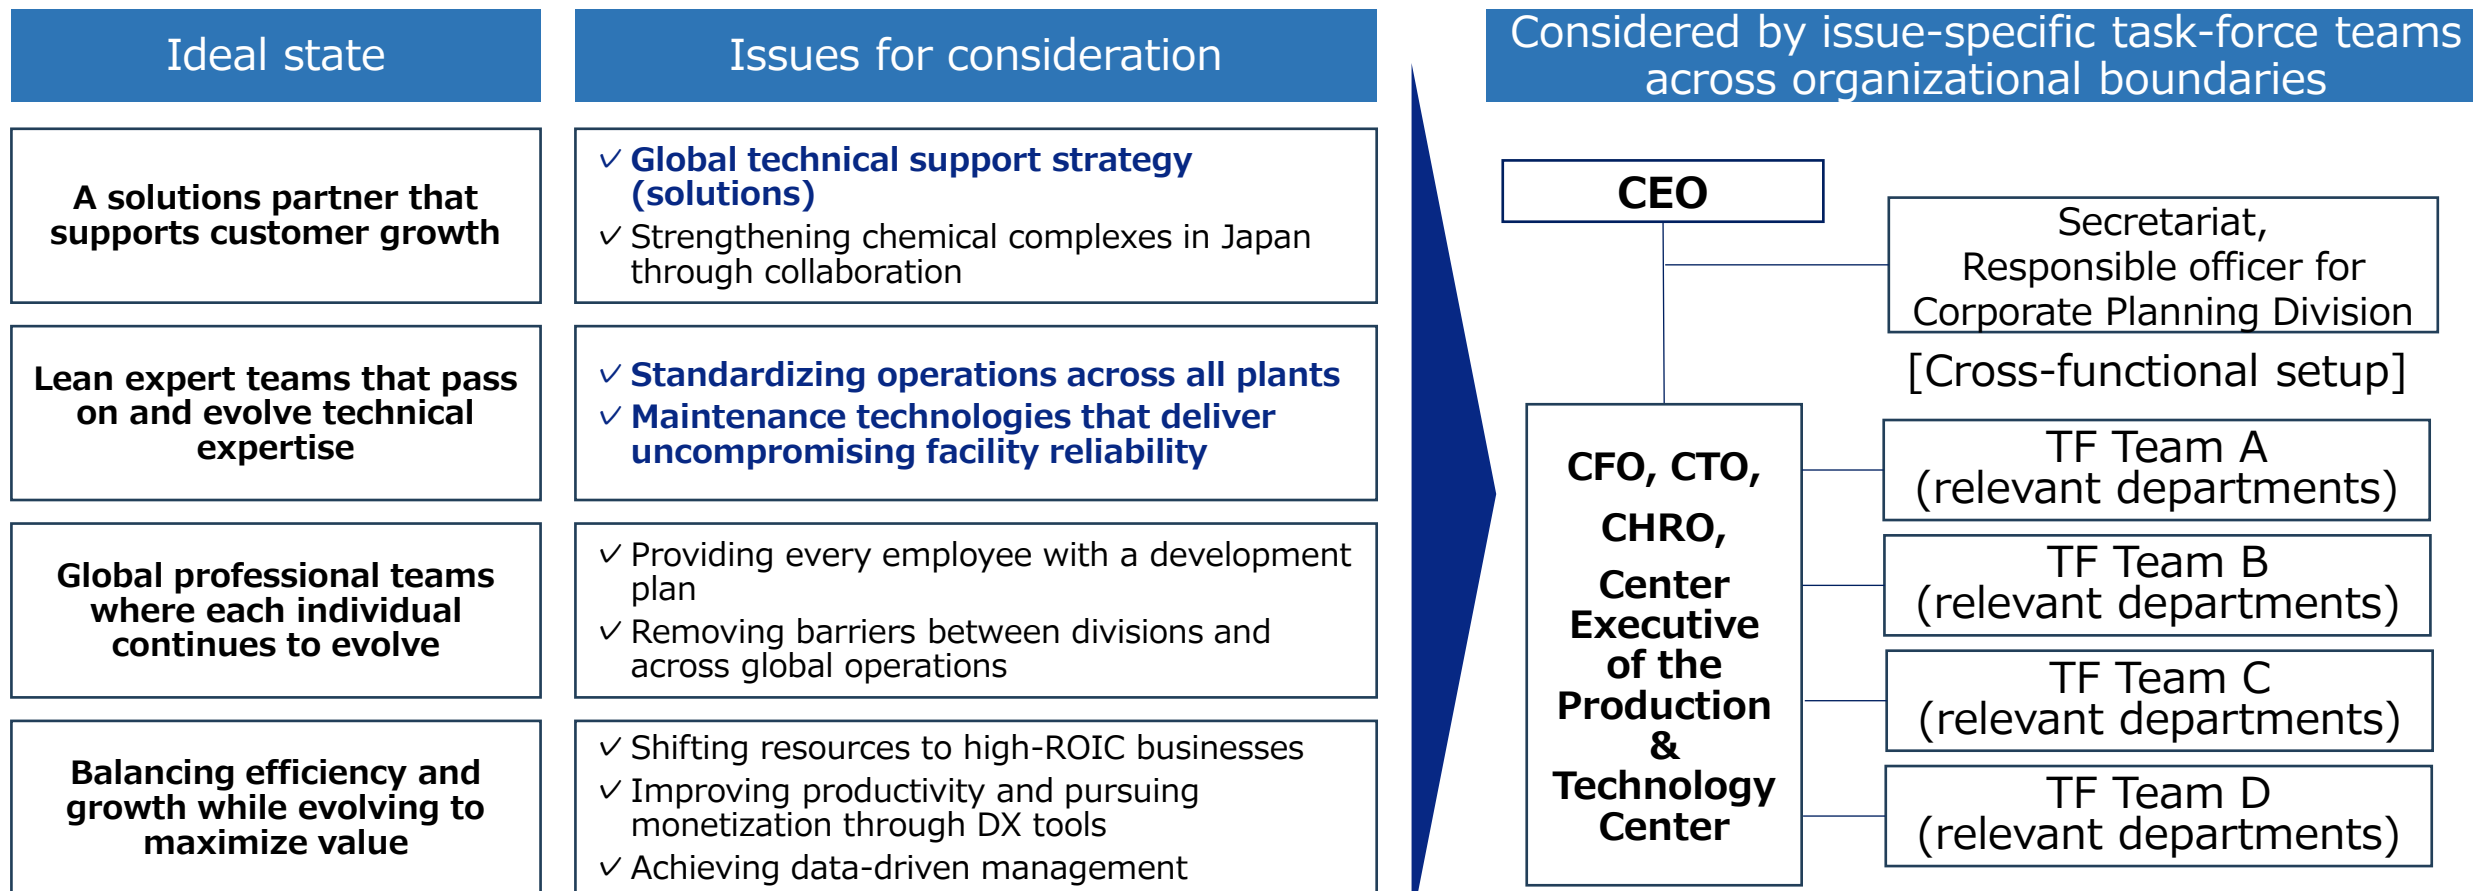 Ideal state
Issues for consideration
Considered by issue-specific task-force teams
across organizational boundaries
A solutions partner that
supports customer growth
✓ Global technical support strategy
(solutions)
✓ Strengthening chemical complexes in Japan
through collaboration
Lean expert teams that pass
on and evolve technical
expertise
✓ Standardizing operations across all plants
✓ Maintenance technologies that deliver
uncompromising facility reliability
Global professional teams
where each individual
continues to evolve
✓ Providing every employee with a development
plan
✓ Removing barriers between divisions and
across global operations
Balancing efficiency and
growth while evolving to
maximize value
✓ Shifting resources to high-ROIC businesses
✓ Improving productivity and pursuing
monetization through DX tools
✓ Achieving data-driven management
CEO
Secretariat,
Responsible officer for
Corporate Planning Division
[Cross-functional setup]
CFO, CTO,
CHRO,
Center
Executive
of the
Production
&
Technology
Center
TF Team A
(relevant departments)
TF Team B
(relevant departments)
TF Team C
(relevant departments)
TF Team D
(relevant departments)